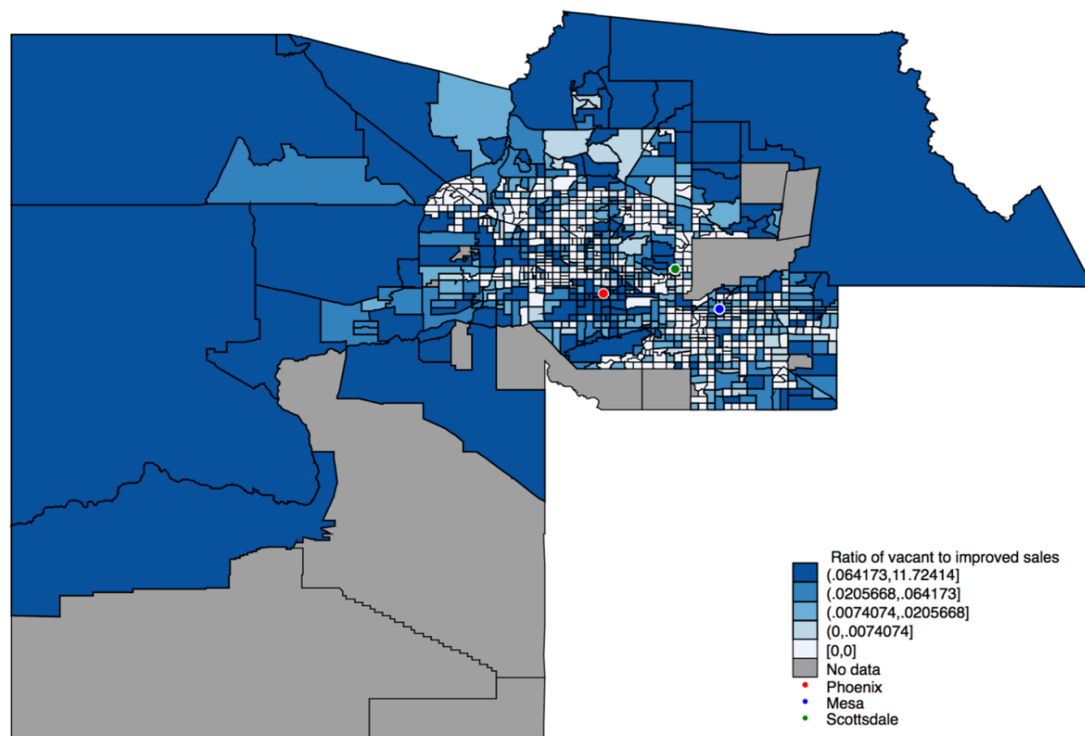 Ratio of vacant to improved sales
(.064173,11.72414]
(.0205668,.064173]
(.0074074,.0205668]
(0,.0074074]
[0,0]
No data
Phoenix
Mesa
Scottsdale